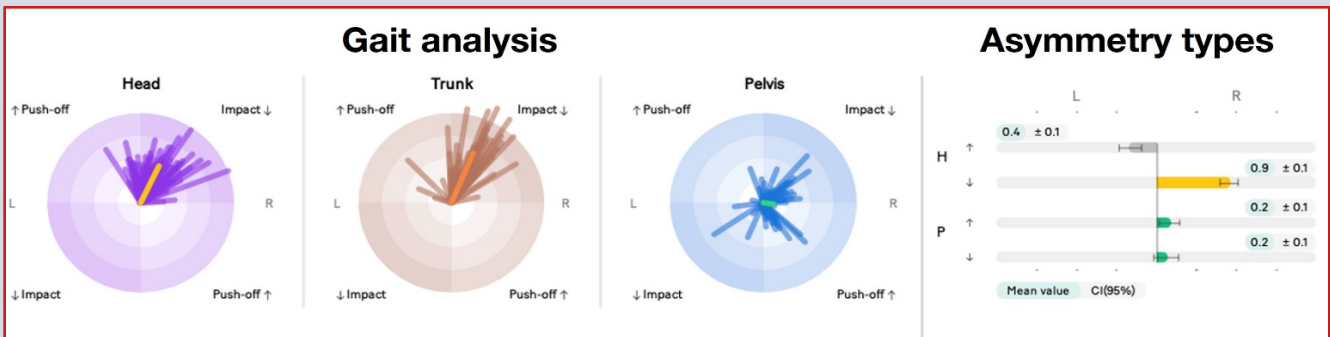 Gait analysis
Asymmetry types
Head
↑ Push-off
Impact ↓
L
R
↓ Impact
Push-off ↑
Trunk
↑ Push-off
Impact ↓
L
R
↓ Impact
Push-off ↑
Pelvis
↑ Push-off
Impact ↓
L
R
↓ Impact
Push-off ↑
L R
0.4 ± 0.1
H ↑
0.9 ± 0.1
↓
0.2 ± 0.1
P ↑
0.2 ± 0.1
↓
Mean value CI(95%)